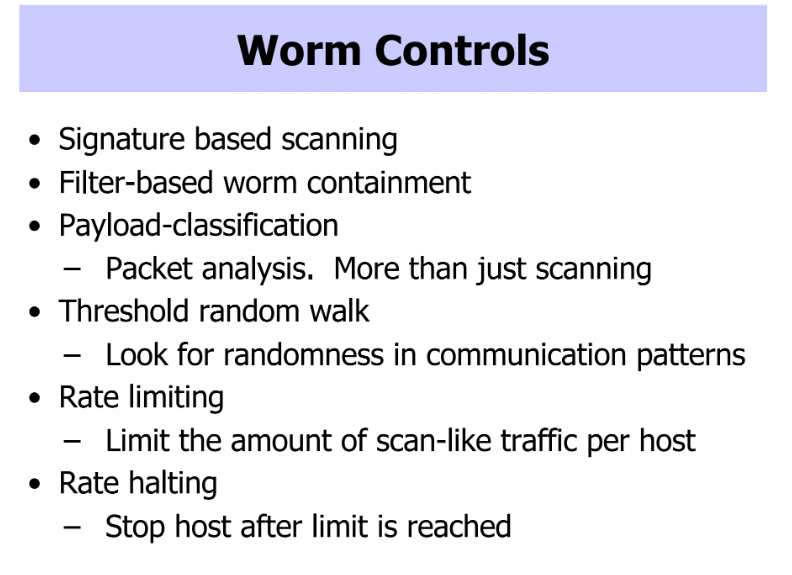 Worm Controls
• Signature based scanning
• Filter-based worm containment
• Payload-classification
– Packet analysis.  More than just scanning
• Threshold random walk
– Look for randomness in communication patterns
• Rate limiting
– Limit the amount of scan-like traffic per host
• Rate halting
– Stop host after limit is reached